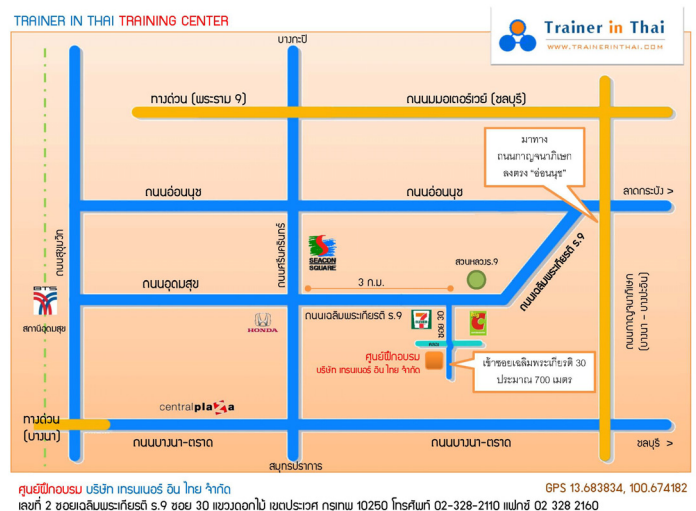 TRAINER IN THAI TRAINING CENTER
Trainer in Thai
WWW.TRAINERINTHAI.COM
บางกะปิ
ทางด่วน (พระราม 9)
ถนนมมอเตอร์เวย์ (ชลบุรี)
มาทาง
ถนนกาญจนาภิเษก
ลงตรง "อ่อนนุช"
ถนนอ่อนนุช
ถนนอ่อนนุช
ลาดกระบัง >
ถนนสุขุมวิท
ถนนศรีนครินทร์
SEACON
SQUARE
สวนหลวงร.9
ถนนเฉลิมพระเกียรติ ร.9
ถนนกาญจนาภิเษก
(บางนา - บางปะอิน)
ถนนอุดมสุข
3 ก.ม.
BTS
สถานีอุดมสุข
HONDA
ถนนเฉลิมพระเกียรติ ร.9
7 ELEVEN
ซอย 30
ศูนย์ฝึกอบรม
บริษัท เทรนเนอร์ อิน ไทย จำกัด
เข้าซอยเฉลิมพระเกียรติ 30
ประมาณ 700 เมตร
centralplaza
ทางด่วน
(บางนา)
ถนนบางนา-ตราด
ถนนบางนา-ตราด
ชลบุรี >
สมุทรปราการ
ศูนย์ฝึกอบรม บริษัท เทรนเนอร์ อิน ไทย จำกัด
GPS 13.683834, 100.674182
เลขที่ 2 ซอยเฉลิมพระเกียรติ ร.9 ซอย 30 แขวงดอกไม้ เขตประเวศ กรุงเทพ 10250 โทรศัพท์ 02-328-2110 แฟกซ์ 02 328 2160